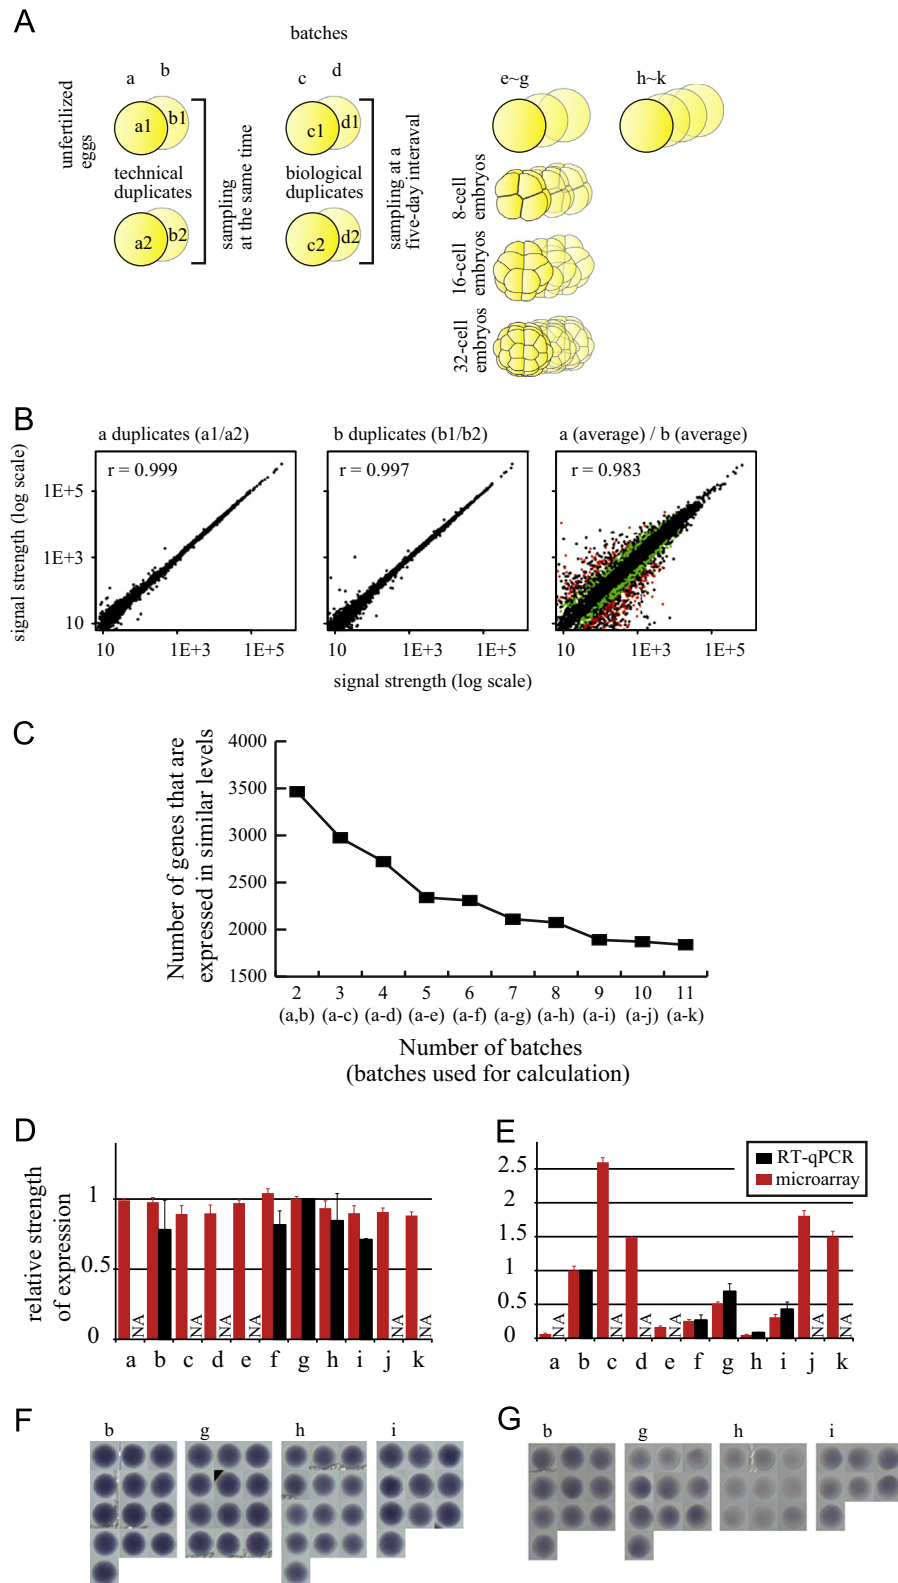 A
batches
a
b
c
d
e~g
h~k
unfertilized
eggs
a1
b1
technical
duplicates
a2
b2
sampling
at the same time
c1
d1
biological
duplicates
c2
d2
sampling at a
five-day interaval
8-cell
embryos
16-cell
embryos
32-cell
embryos
B
a duplicates (a1/a2)
b duplicates (b1/b2)
a (average) / b (average)
signal strength (log scale)
1E+5
1E+3
10
r = 0.999
r = 0.997
r = 0.983
10 1E+3 1E+5
10 1E+3 1E+5
10 1E+3 1E+5
signal strength (log scale)
C
Number of genes that are
expressed in similar levels
4000
3500
3000
2500
2000
1500
2 3 4 5 6 7 8 9 10 11
(a,b) (a-c) (a-d) (a-e) (a-f) (a-g) (a-h) (a-i) (a-j) (a-k)
Number of batches
(batches used for calculation)
D
relative strength
of expression
1
0.5
0
NA NA NA NA NA NA
a b c d e f g h i j k
E
RT-qPCR
microarray
2.5
2
1.5
1
0.5
0
NA NA NA NA NA NA
a b c d e f g h i j k
F
b g h i
G
b g h i